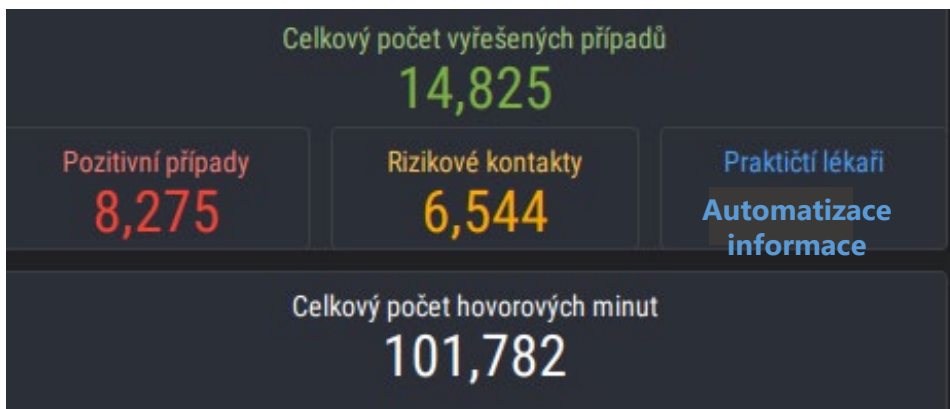 Celkový počet vyřešených případů
14,825
Pozitivní případy
8,275
Rizikové kontakty
6,544
Praktičtí lékaři
Automatizace
informace
Celkový počet hovorových minut
101,782